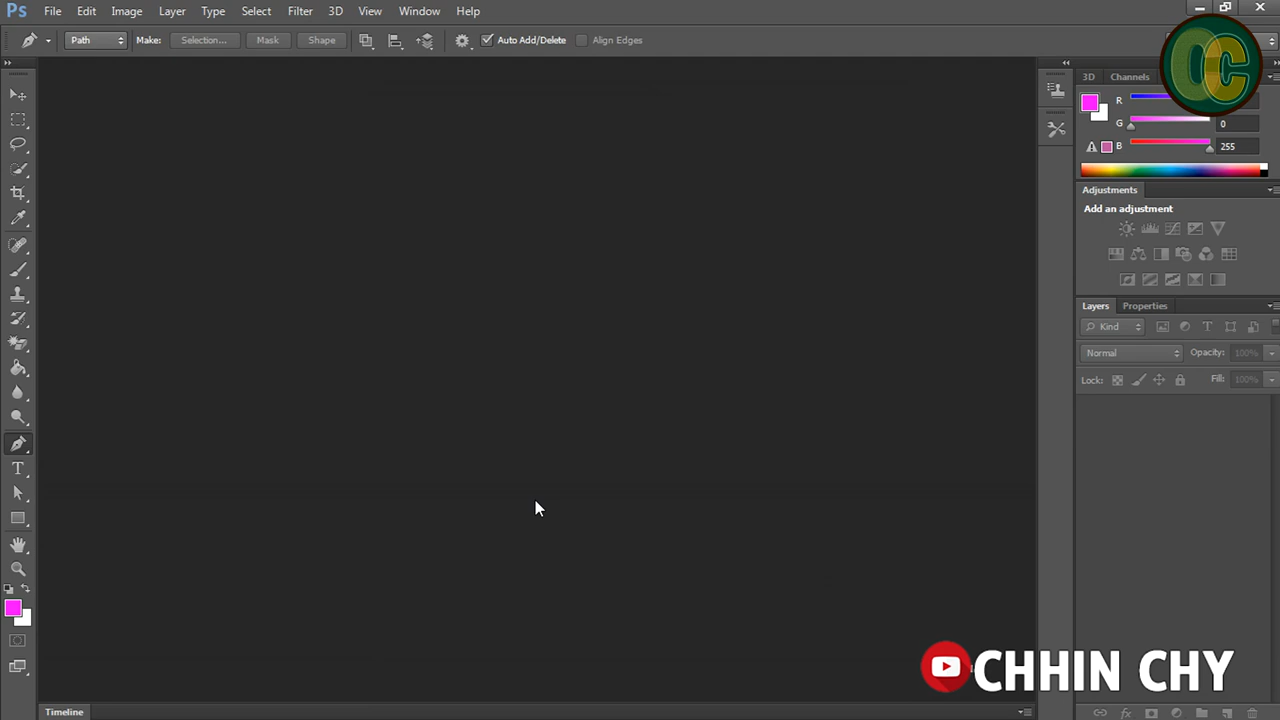 Ps File Edit Image Layer Type Select Filter 3D View Window Help
Path Make: Selection... Mask Shape Auto Add/Delete Align Edges
3D Channels
R
G 0
B 255
Adjustments
Add an adjustment
Layers Properties
Kind
Normal Opacity: 100%
Lock: Fill: 100%
CHHIN CHY
Timeline